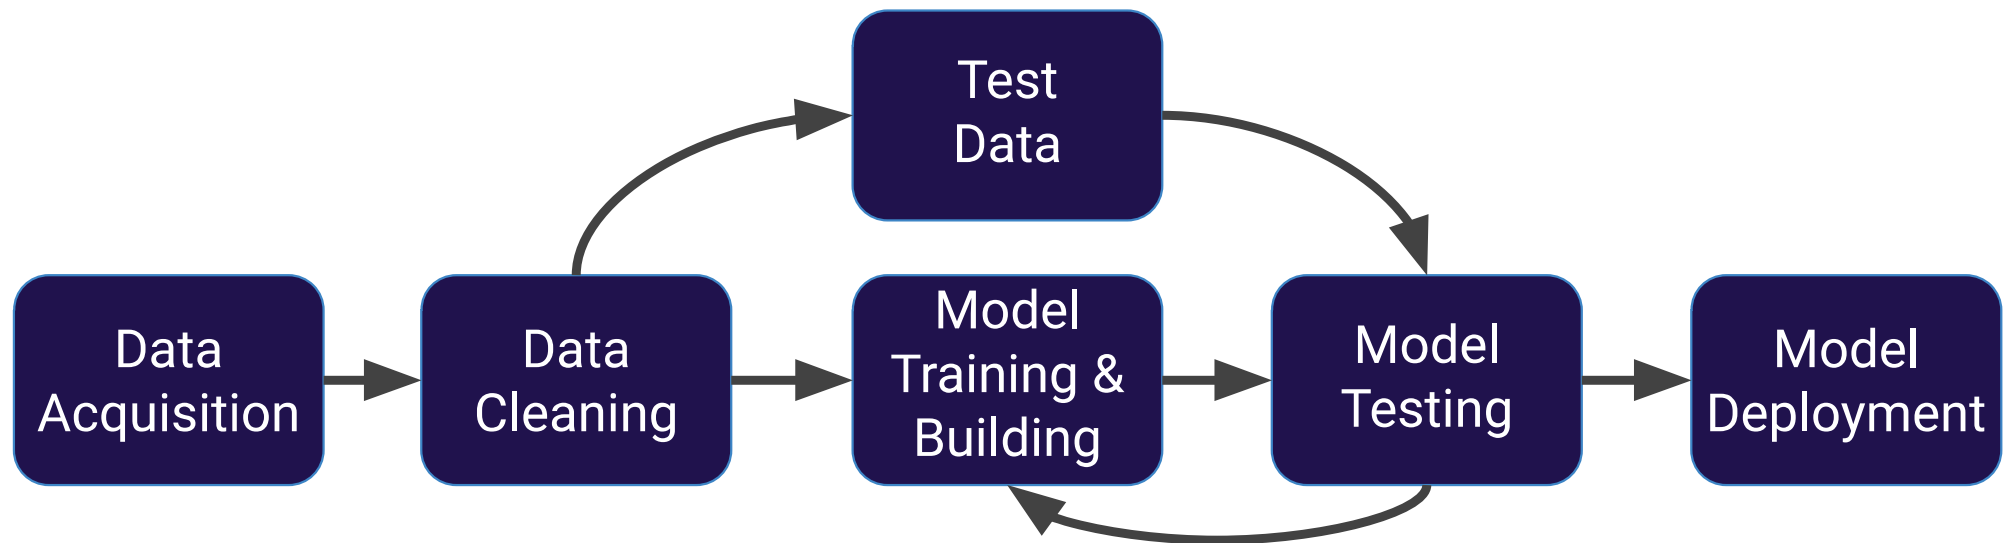 Test
Data
Data
Acquisition
Data
Cleaning
Model
Training &
Building
Model
Testing
Model
Deployment